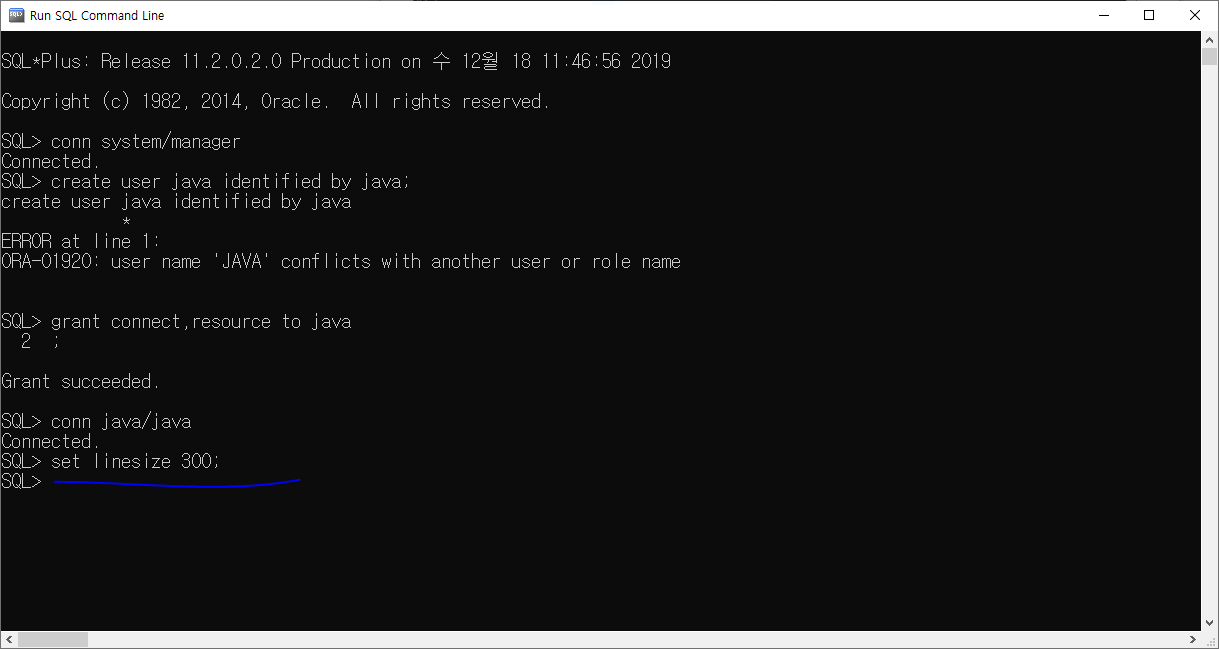 Run SQL Command Line
SQL*Plus: Release 11.2.0.2.0 Production on 수 12월 18 11:46:56 2019
Copyright (c) 1982, 2014, Oracle.  All rights reserved.
SQL> conn system/manager
Connected.
SQL> create user java identified by java;
create user java identified by java
*
ERROR at line 1:
ORA-01920: user name 'JAVA' conflicts with another user or role name
SQL> grant connect,resource to java
2  ;
Grant succeeded.
SQL> conn java/java
Connected.
SQL> set linesize 300;
SQL>